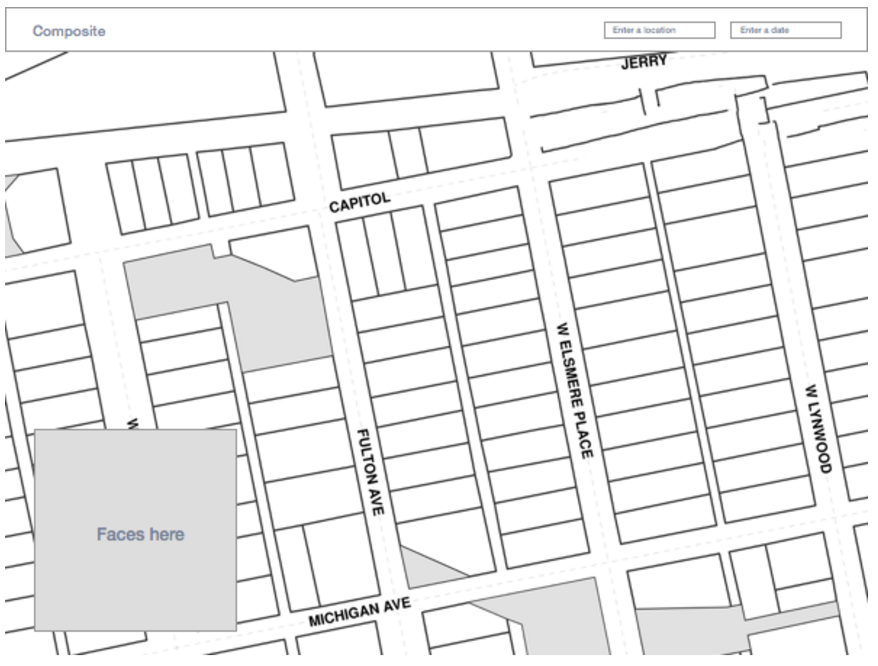 Composite
Enter a location
Enter a date
JERRY
CAPITOL
W ELSMERE PLACE
W LYNWOOD
W
FULTON AVE
Faces here
MICHIGAN AVE